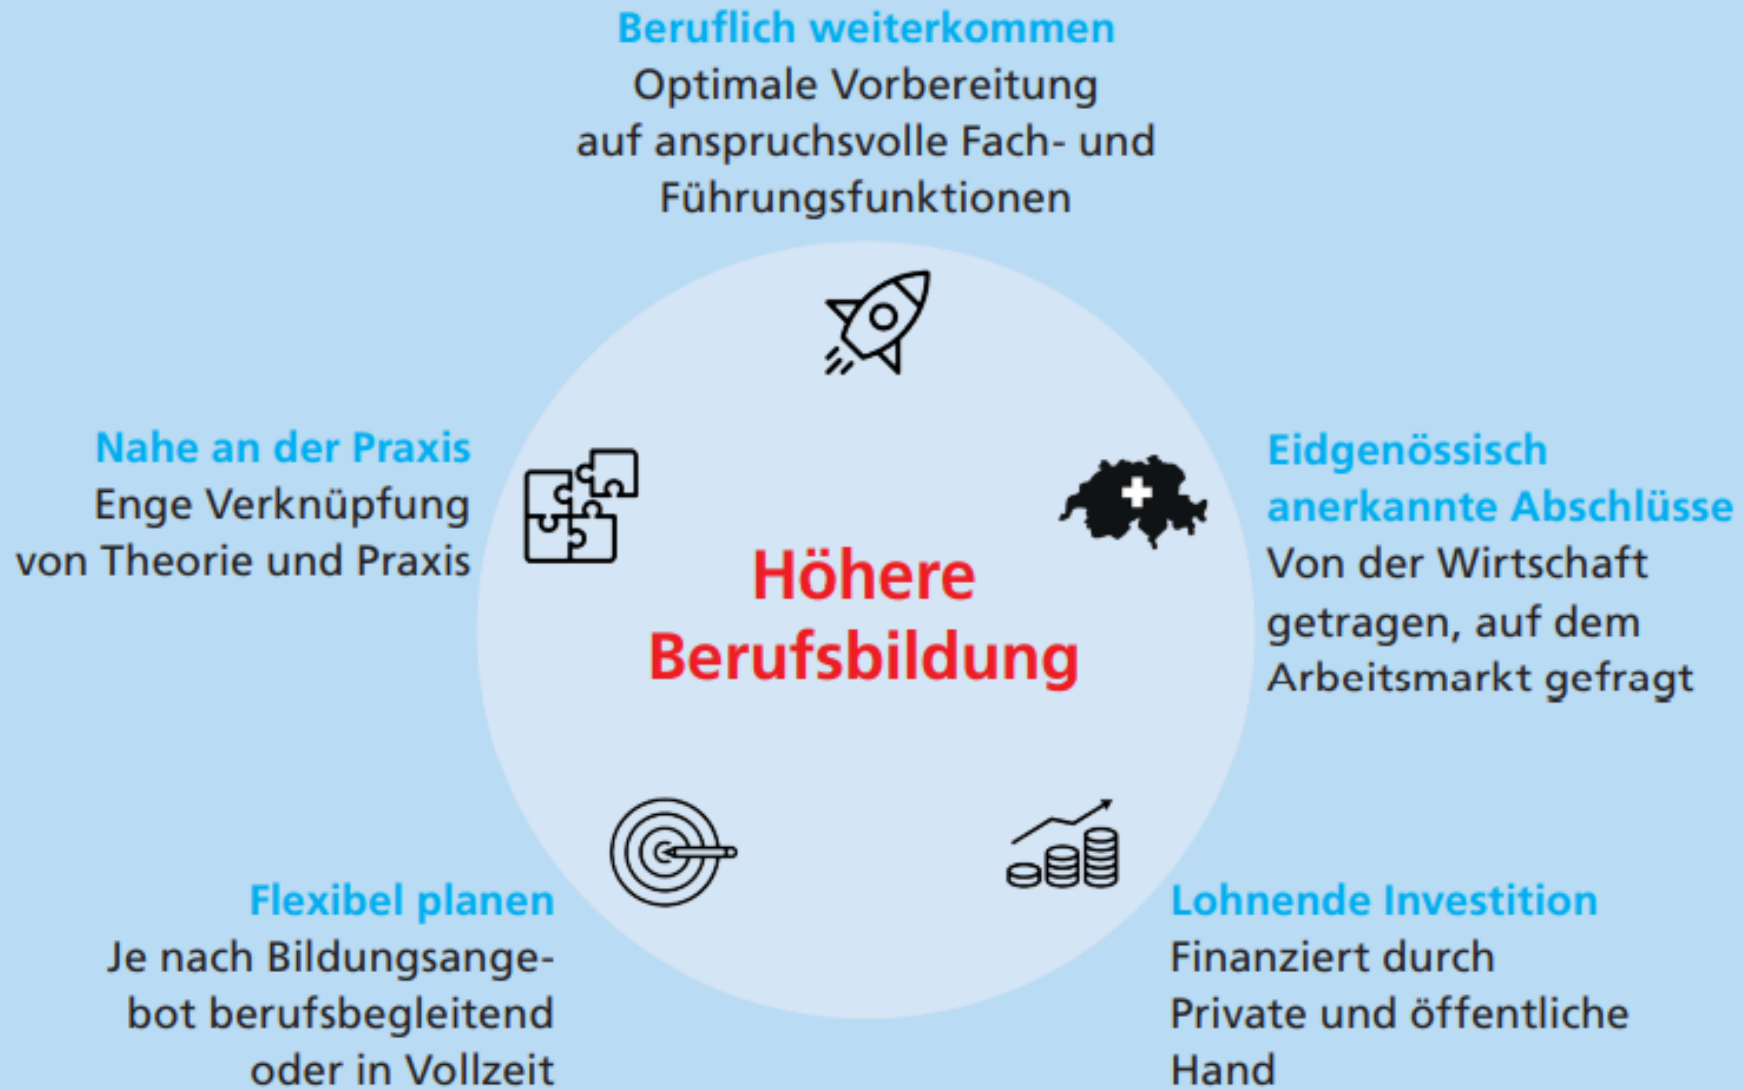 Beruflich weiterkommen
Optimale Vorbereitung
auf anspruchsvolle Fach- und
Führungsfunktionen
Nahe an der Praxis
Enge Verknüpfung
von Theorie und Praxis
Eidgenössisch
anerkannte Abschlüsse
Von der Wirtschaft
getragen, auf dem
Arbeitsmarkt gefragt
Höhere
Berufsbildung
Flexibel planen
Je nach Bildungsange-
bot berufsbegleitend
oder in Vollzeit
Lohnende Investition
Finanziert durch
Private und öffentliche
Hand